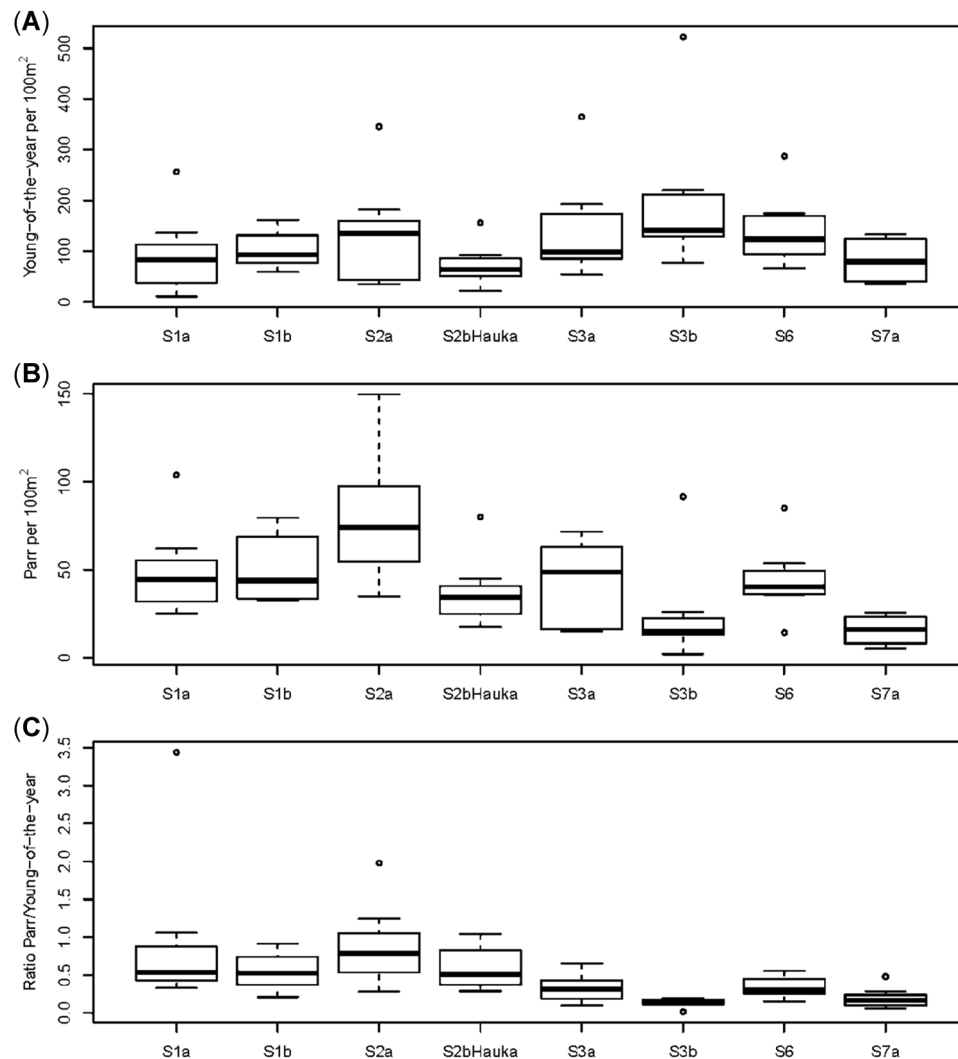 (A)
Young-of-the-year per 100m²
500
400
300
200
100
0
S1a S1b S2a S2bHauka S3a S3b S6 S7a
(B)
Parr per 100m²
150
100
50
0
S1a S1b S2a S2bHauka S3a S3b S6 S7a
(C)
Ratio Parr/Young-of-the-year
3.5
3.0
2.5
2.0
1.5
1.0
0.5
0.0
S1a S1b S2a S2bHauka S3a S3b S6 S7a